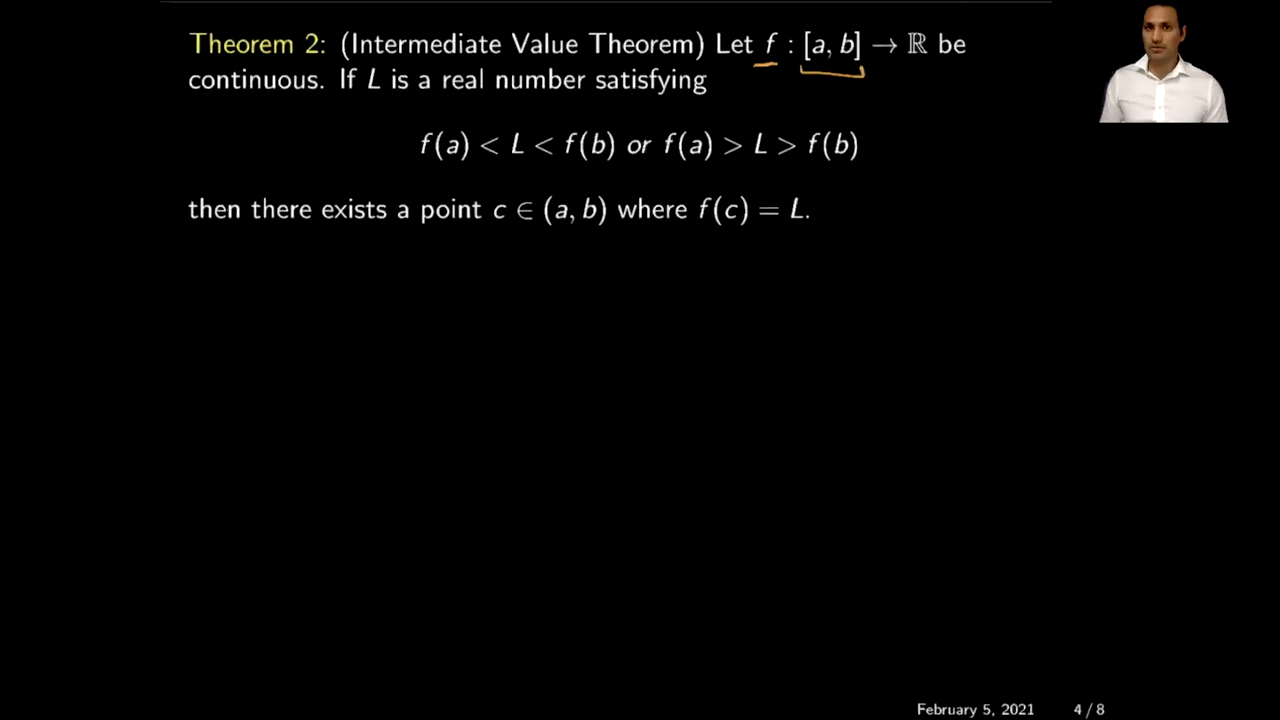 Theorem 2: (Intermediate Value Theorem) Let f : [a, b] → ℝ be
continuous. If L is a real number satisfying
f(a) < L < f(b) or f(a) > L > f(b)
then there exists a point c ∈ (a, b) where f(c) = L.
February 5, 2021 4 / 8